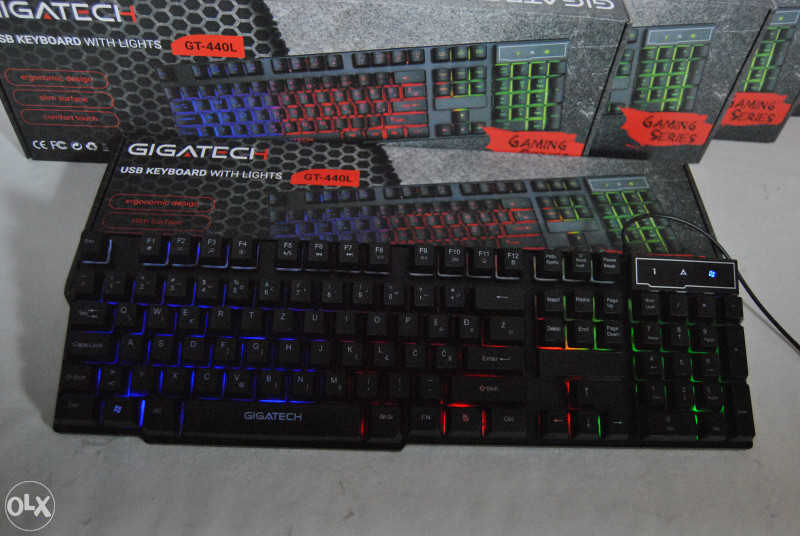 GIGATECH
USB KEYBOARD WITH LIGHTS
GT-440L
ergonomic design
slim surface
comfort touch
GAMING
GAMING
SERIES
GAMING
SERIES
GIGATECH
USB KEYBOARD WITH LIGHTS
GT-440L
ergonomic design
slim surface
Esc F1 F2 F3 F4 F5 F6 F7 F8 F9 F10 F11 F12
Insert Home Page Up
Q W E R T Z U I O P Š Đ Ž
Delete End Page Down
Caps Lock A S D F G H J K L Č Ć Enter
Shift Y X C V B N M Shift
Ctrl Alt GIGATECH Alt Gr FN Ctrl
OLX